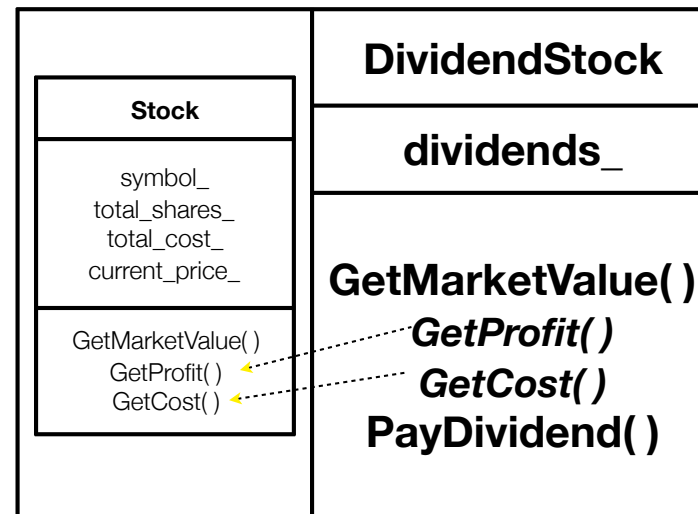 Stock
symbol_
total_shares_
total_cost_
current_price_
GetMarketValue( )
GetProfit( )
GetCost( )
DividendStock
dividends_
GetMarketValue( )
GetProfit( )
GetCost( )
PayDividend( )